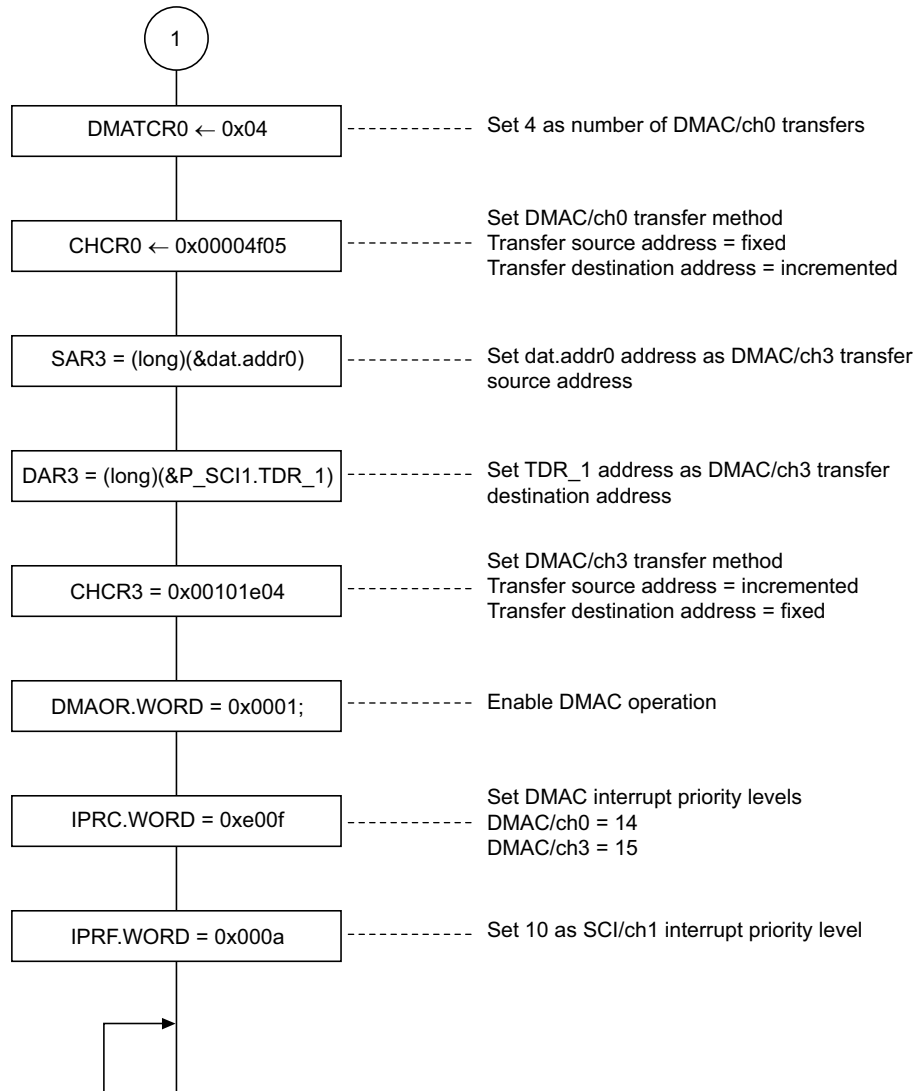 1
DMATCR0 ← 0x04
Set 4 as number of DMAC/ch0 transfers
CHCR0 ← 0x00004f05
Set DMAC/ch0 transfer method
Transfer source address = fixed
Transfer destination address = incremented
SAR3 = (long)(&dat.addr0)
Set dat.addr0 address as DMAC/ch3 transfer
source address
DAR3 = (long)(&P_SCI1.TDR_1)
Set TDR_1 address as DMAC/ch3 transfer
destination address
CHCR3 = 0x00101e04
Set DMAC/ch3 transfer method
Transfer source address = incremented
Transfer destination address = fixed
DMAOR.WORD = 0x0001;
Enable DMAC operation
IPRC.WORD = 0xe00f
Set DMAC interrupt priority levels
DMAC/ch0 = 14
DMAC/ch3 = 15
IPRF.WORD = 0x000a
Set 10 as SCI/ch1 interrupt priority level